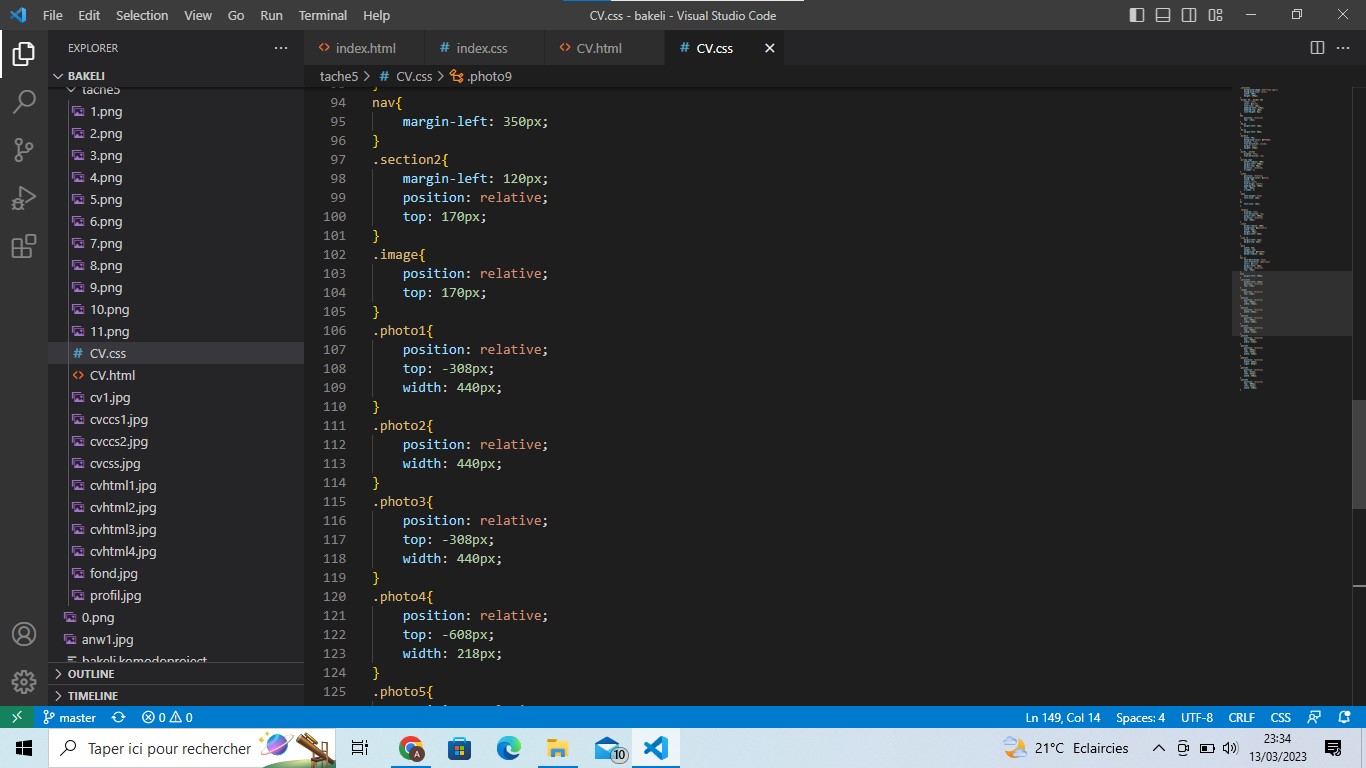 File Edit Selection View Go Run Terminal Help
CV.css - bakeli - Visual Studio Code
EXPLORER
BAKELI
tache5
1.png
2.png
3.png
4.png
5.png
6.png
7.png
8.png
9.png
10.png
11.png
CV.css
CV.html
cv1.jpg
cvccs1.jpg
cvccs2.jpg
cvcss.jpg
cvhtml1.jpg
cvhtml2.jpg
cvhtml3.jpg
cvhtml4.jpg
fond.jpg
profil.jpg
0.png
anw1.jpg
bakeli.komodoproject
OUTLINE
TIMELINE
index.html index.css CV.html CV.css
tache5 > CV.css > .photo9
94 nav{
95 margin-left: 350px;
96 }
97 .section2{
98 margin-left: 120px;
99 position: relative;
100 top: 170px;
101 }
102 .image{
103 position: relative;
104 top: 170px;
105 }
106 .photo1{
107 position: relative;
108 top: -308px;
109 width: 440px;
110 }
111 .photo2{
112 position: relative;
113 width: 440px;
114 }
115 .photo3{
116 position: relative;
117 top: -308px;
118 width: 440px;
119 }
120 .photo4{
121 position: relative;
122 top: -608px;
123 width: 218px;
124 }
125 .photo5{
master 0 0
Ln 149, Col 14 Spaces: 4 UTF-8 CRLF CSS
Taper ici pour rechercher
A
10
21°C Eclaircies
23:34
13/03/2023